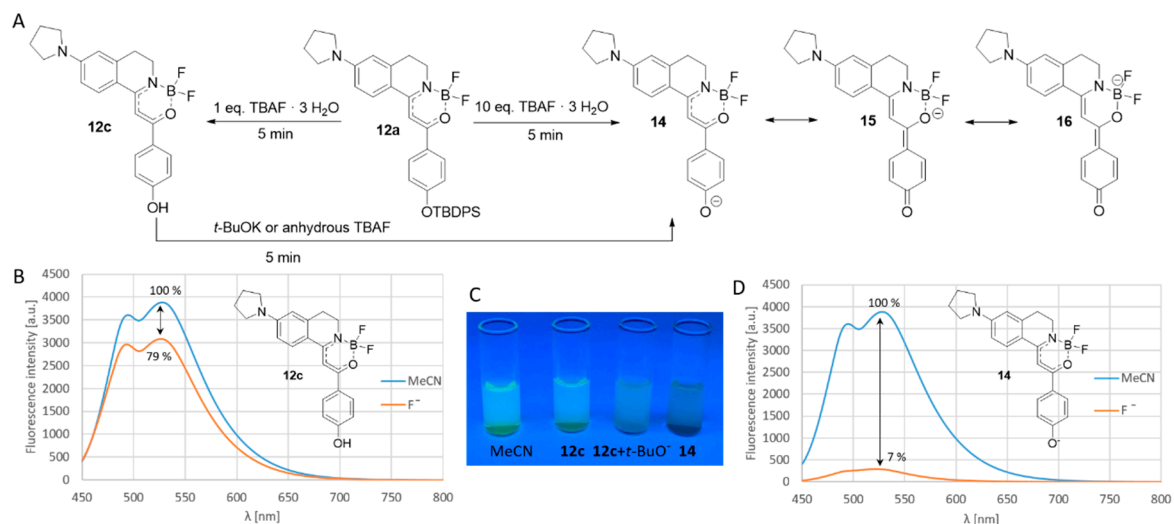 A
12c
N
N
B
F
F
O
OH
1 eq. TBAF · 3 H2O
5 min
12a
N
N
B
F
F
O
OTBDPS
10 eq. TBAF · 3 H2O
5 min
14
N
N
B
F
F
O
O ⊖
15
N
N
B
F
F
O ⊖
O
16
N
N
B ⊖
F
F
O
O
t-BuOK or anhydrous TBAF
5 min
B
Fluorescence intensity [a.u.]
4500
4000
3500
3000
2500
2000
1500
1000
500
0
450 500 550 600 650 700 750 800
λ [nm]
100 %
79 %
N
N
B
F
F
O
12c
OH
MeCN
F⁻
C
MeCN 12c 12c+t-BuO⁻ 14
D
Fluorescence intensity [a.u.]
4500
4000
3500
3000
2500
2000
1500
1000
500
0
450 500 550 600 650 700 750 800
λ [nm]
100 %
7 %
N
N
B
F
F
O
14
O⁻
MeCN
F⁻